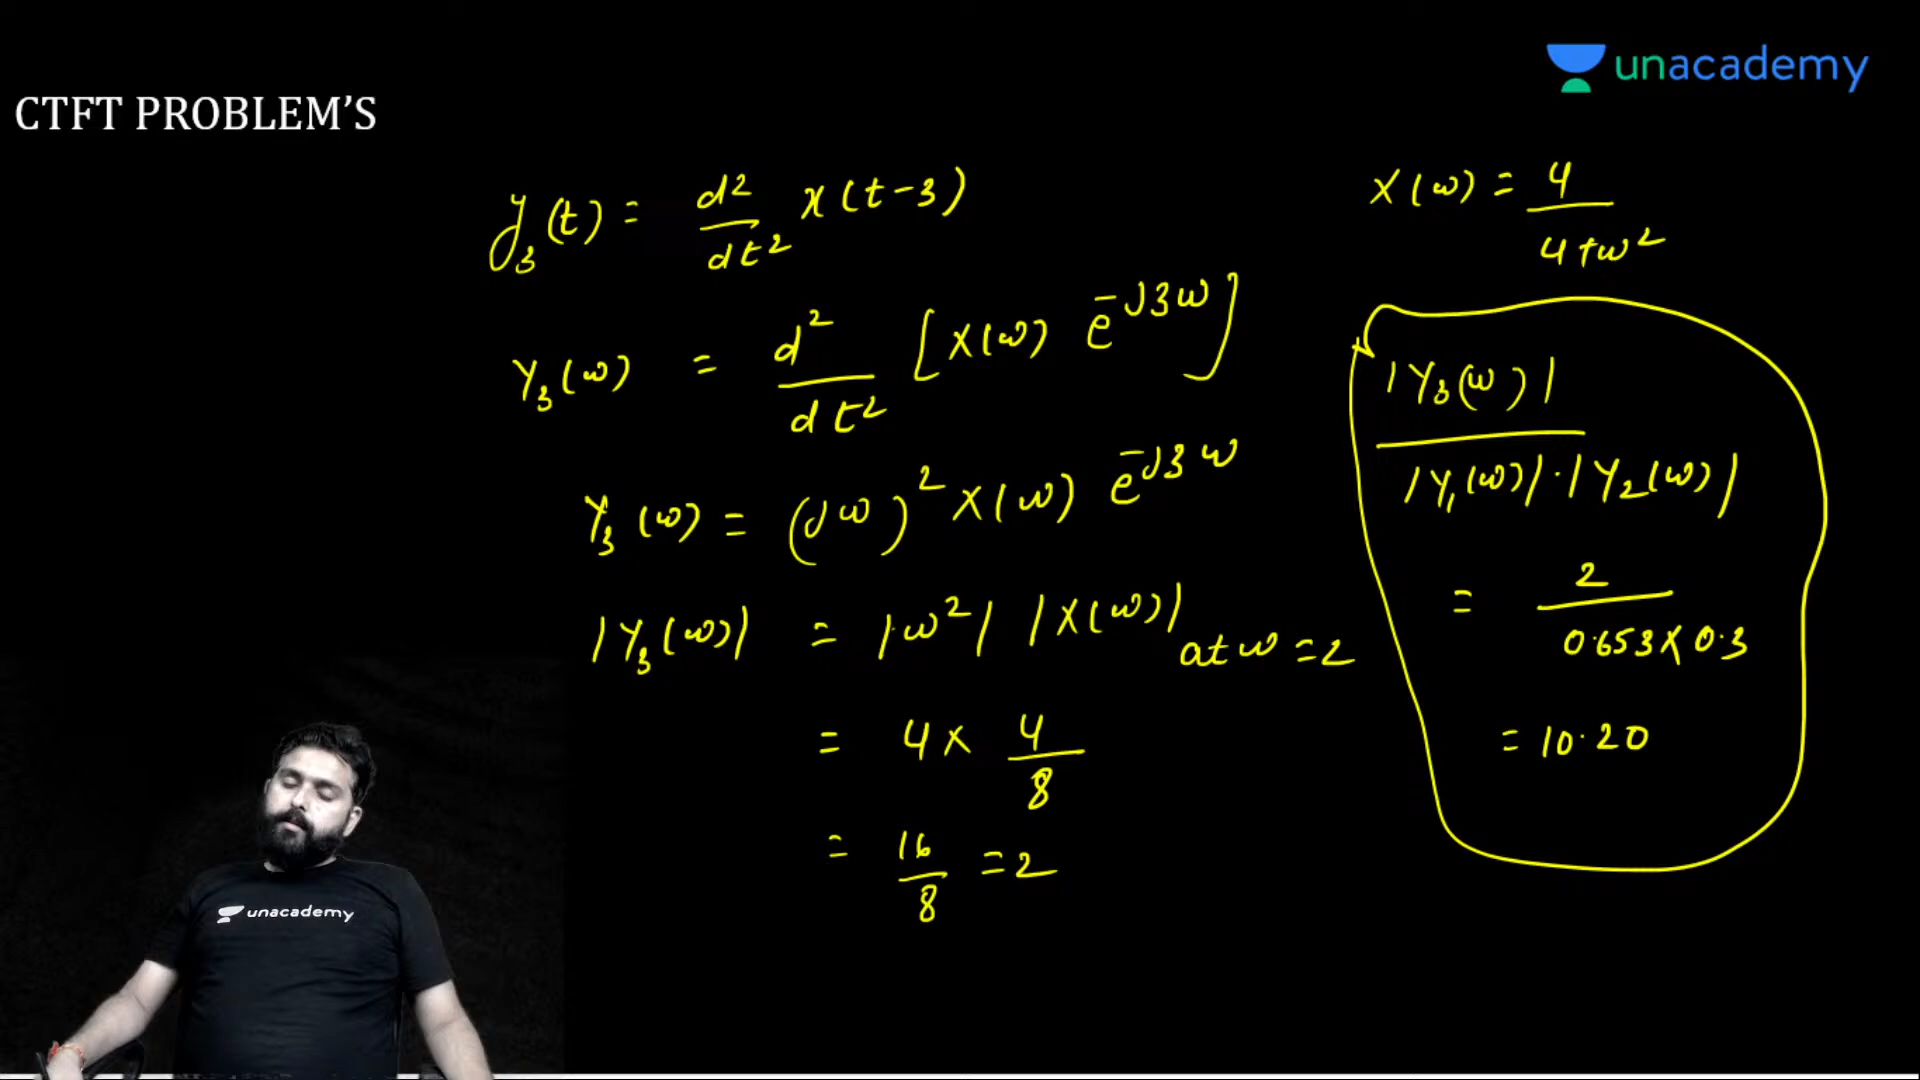 unacademy
CTFT PROBLEM'S
y₃(t) = d²/dt² x(t-3)
X(ω) = 4/(4+ω²)
Y₃(ω) = d²/dt² [X(ω) e^-j3ω]
Y₃(ω) = (jω)² X(ω) e^-j3ω
|Y₃(ω)| = |ω²| |X(ω)| at ω = 2
= 4 × 4/8
= 16/8 = 2
|Y₃(ω)| / |Y₁(ω)|·|Y₂(ω)|
= 2 / 0.653×0.3
= 10.20
unacademy